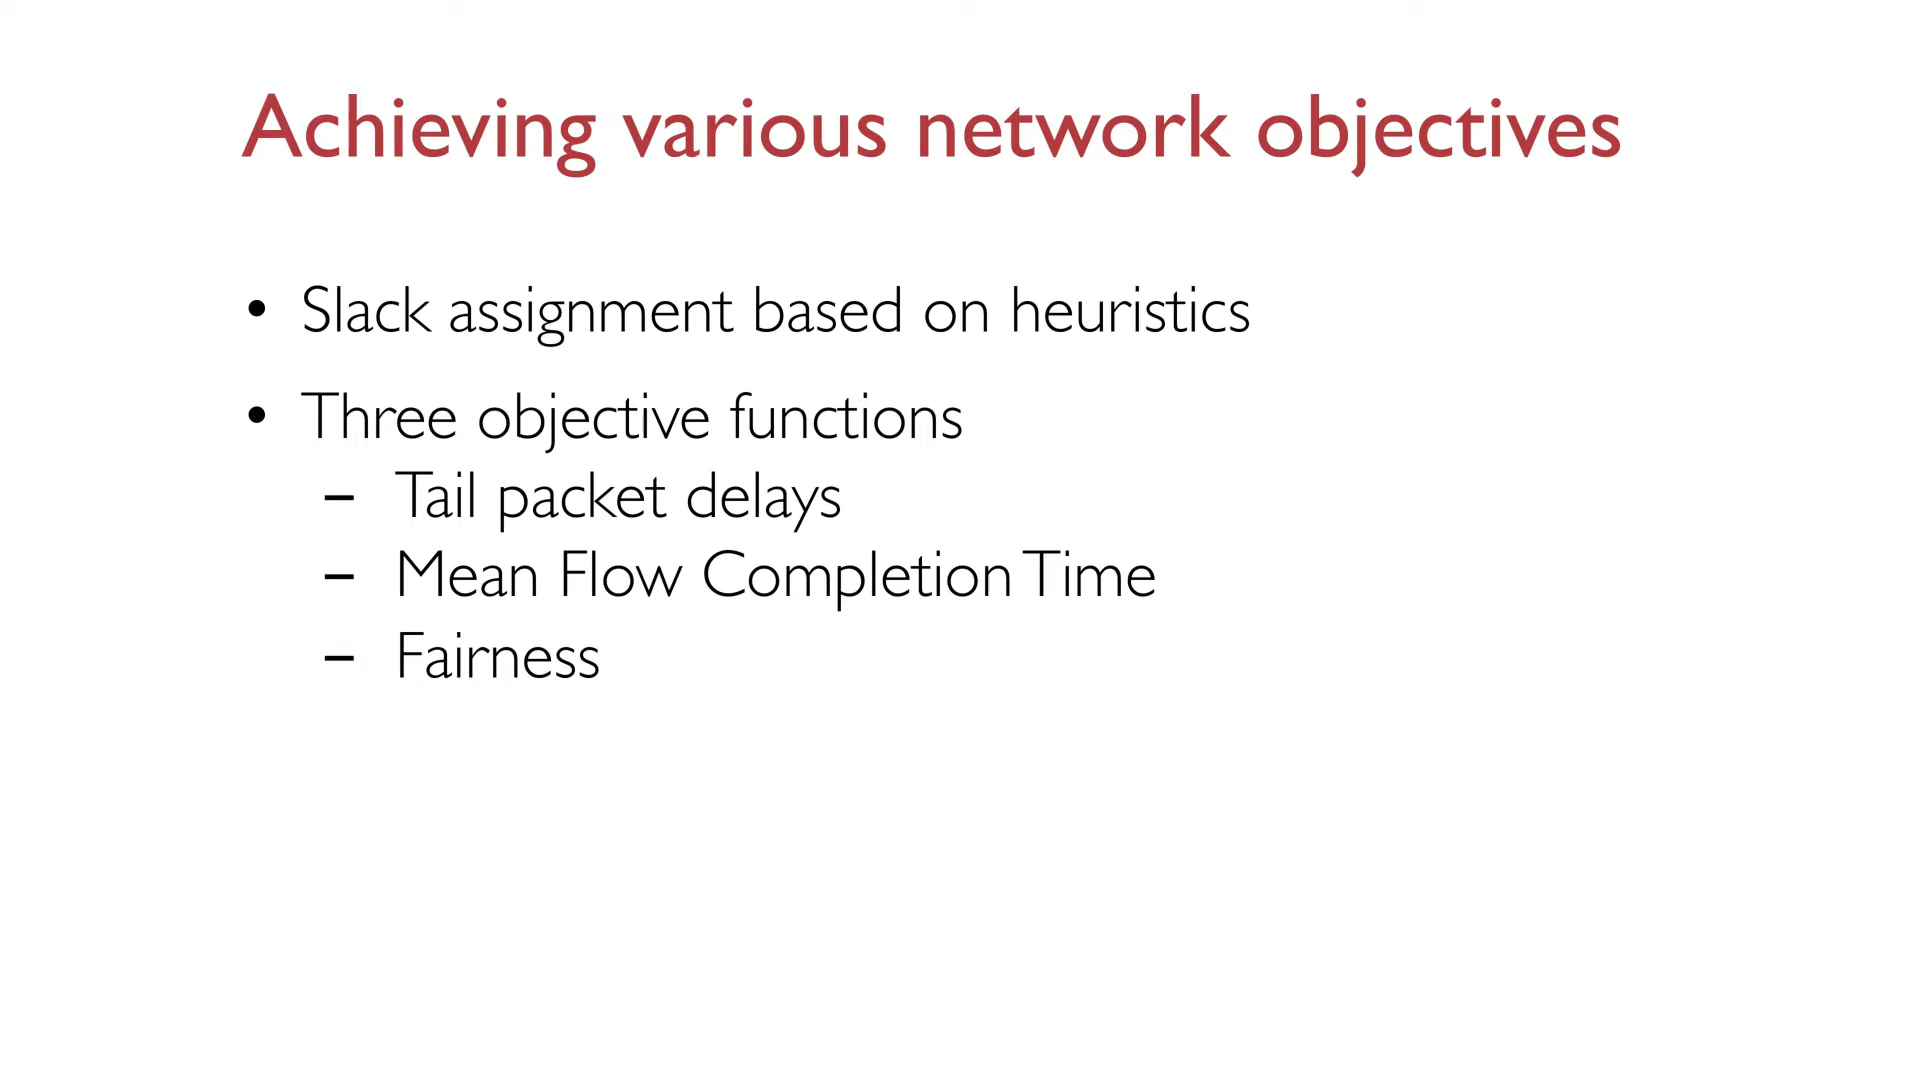 Achieving various network objectives
• Slack assignment based on heuristics
• Three objective functions
– Tail packet delays
– Mean Flow Completion Time
– Fairness